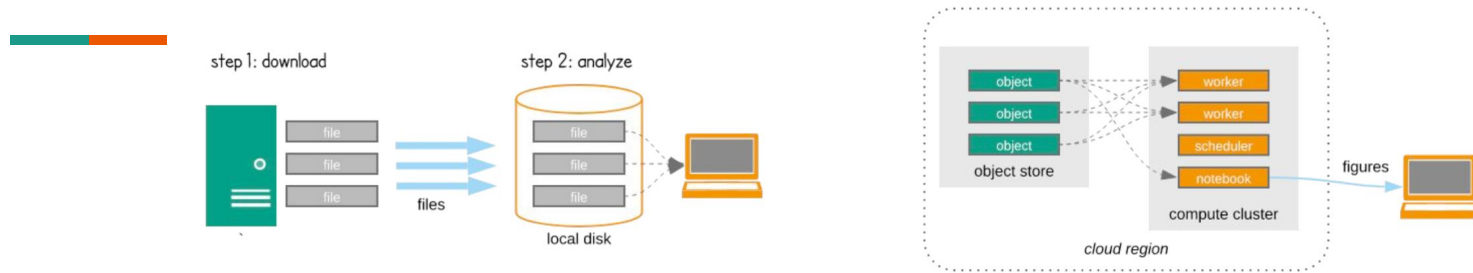 step 1: download
file
file
file
files
step 2: analyze
file
file
file
local disk
object
object
object
object store
worker
worker
scheduler
notebook
compute cluster
cloud region
figures